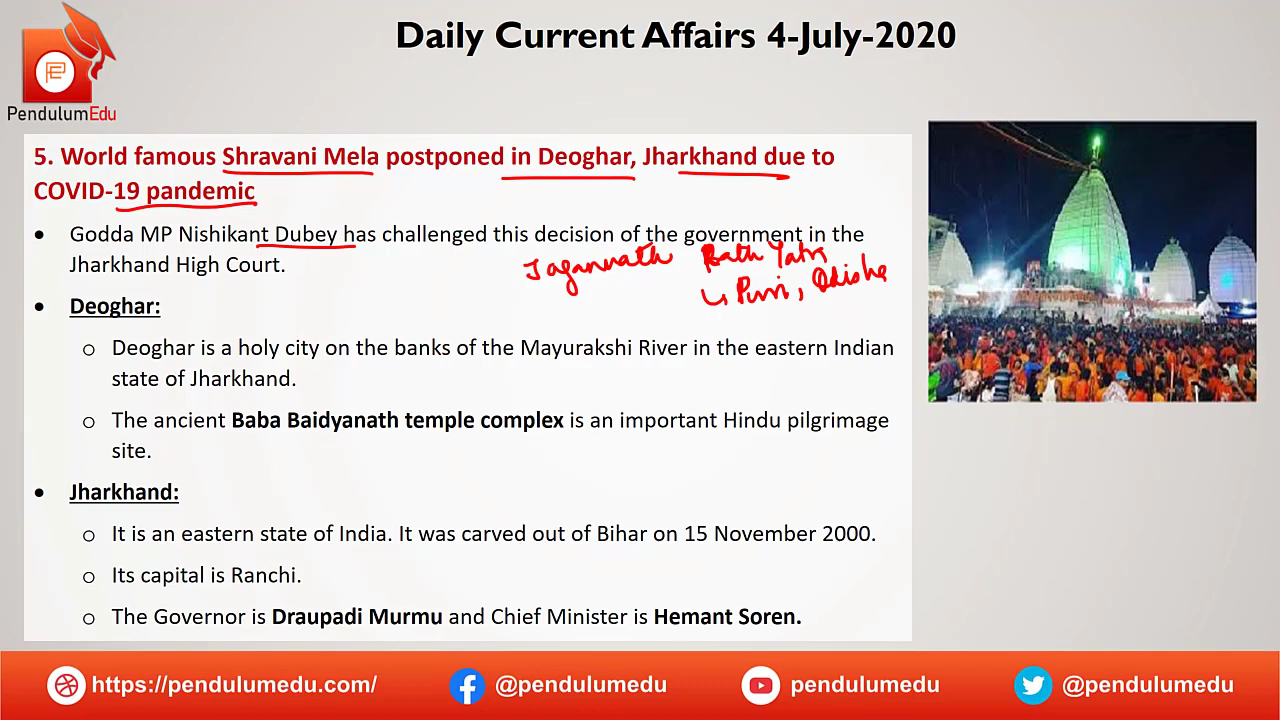 Daily Current Affairs 4-July-2020
PendulumEdu
5. World famous Shravani Mela postponed in Deoghar, Jharkhand due to
COVID-19 pandemic
• Godda MP Nishikant Dubey has challenged this decision of the government in the
Jharkhand High Court.
Jagannath Rath Yatra
↳ Puri, Odisha
• Deoghar:
o Deoghar is a holy city on the banks of the Mayurakshi River in the eastern Indian
state of Jharkhand.
o The ancient Baba Baidyanath temple complex is an important Hindu pilgrimage
site.
• Jharkhand:
o It is an eastern state of India. It was carved out of Bihar on 15 November 2000.
o Its capital is Ranchi.
o The Governor is Draupadi Murmu and Chief Minister is Hemant Soren.
https://pendulumedu.com/ @pendulumedu pendulumedu @pendulumedu